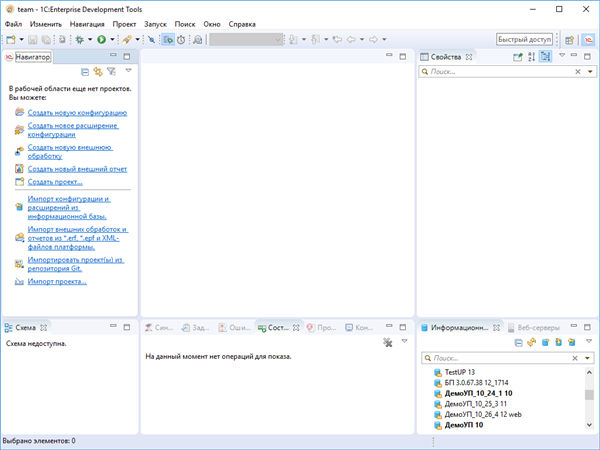 team - 1C:Enterprise Development Tools
Файл Изменить Навигация Проект Запуск Поиск Окно Справка
Быстрый доступ
Навигатор
В рабочей области еще нет проектов.
Вы можете:
Создать новую конфигурацию
Создать новое расширение
конфигурации
Создать новую внешнюю
обработку
Создать новый внешний отчет
Создать проект...
Импорт конфигурации и
расширений из
информационной базы.
Импорт внешних обработок и
отчетов из *.erf, *.epf и XML-
файлов платформы.
Импортировать проект(ы) из
репозитория Git.
Импорт проекта...
Свойства
Поиск...
Схема
Схема недоступна.
Син... Зад... Оши... Сост... Про... Кон...
На данный момент нет операций для показа.
Информационн... Веб-серверы
Поиск...
TestUP 13
БП 3.0.67.38 12_1714
ДемоУП_10_24_1 10
ДемоУП_10_25_3 11
ДемоУП_10_26_4 12 web
ДемоУП 10
Выбрано элементов: 0